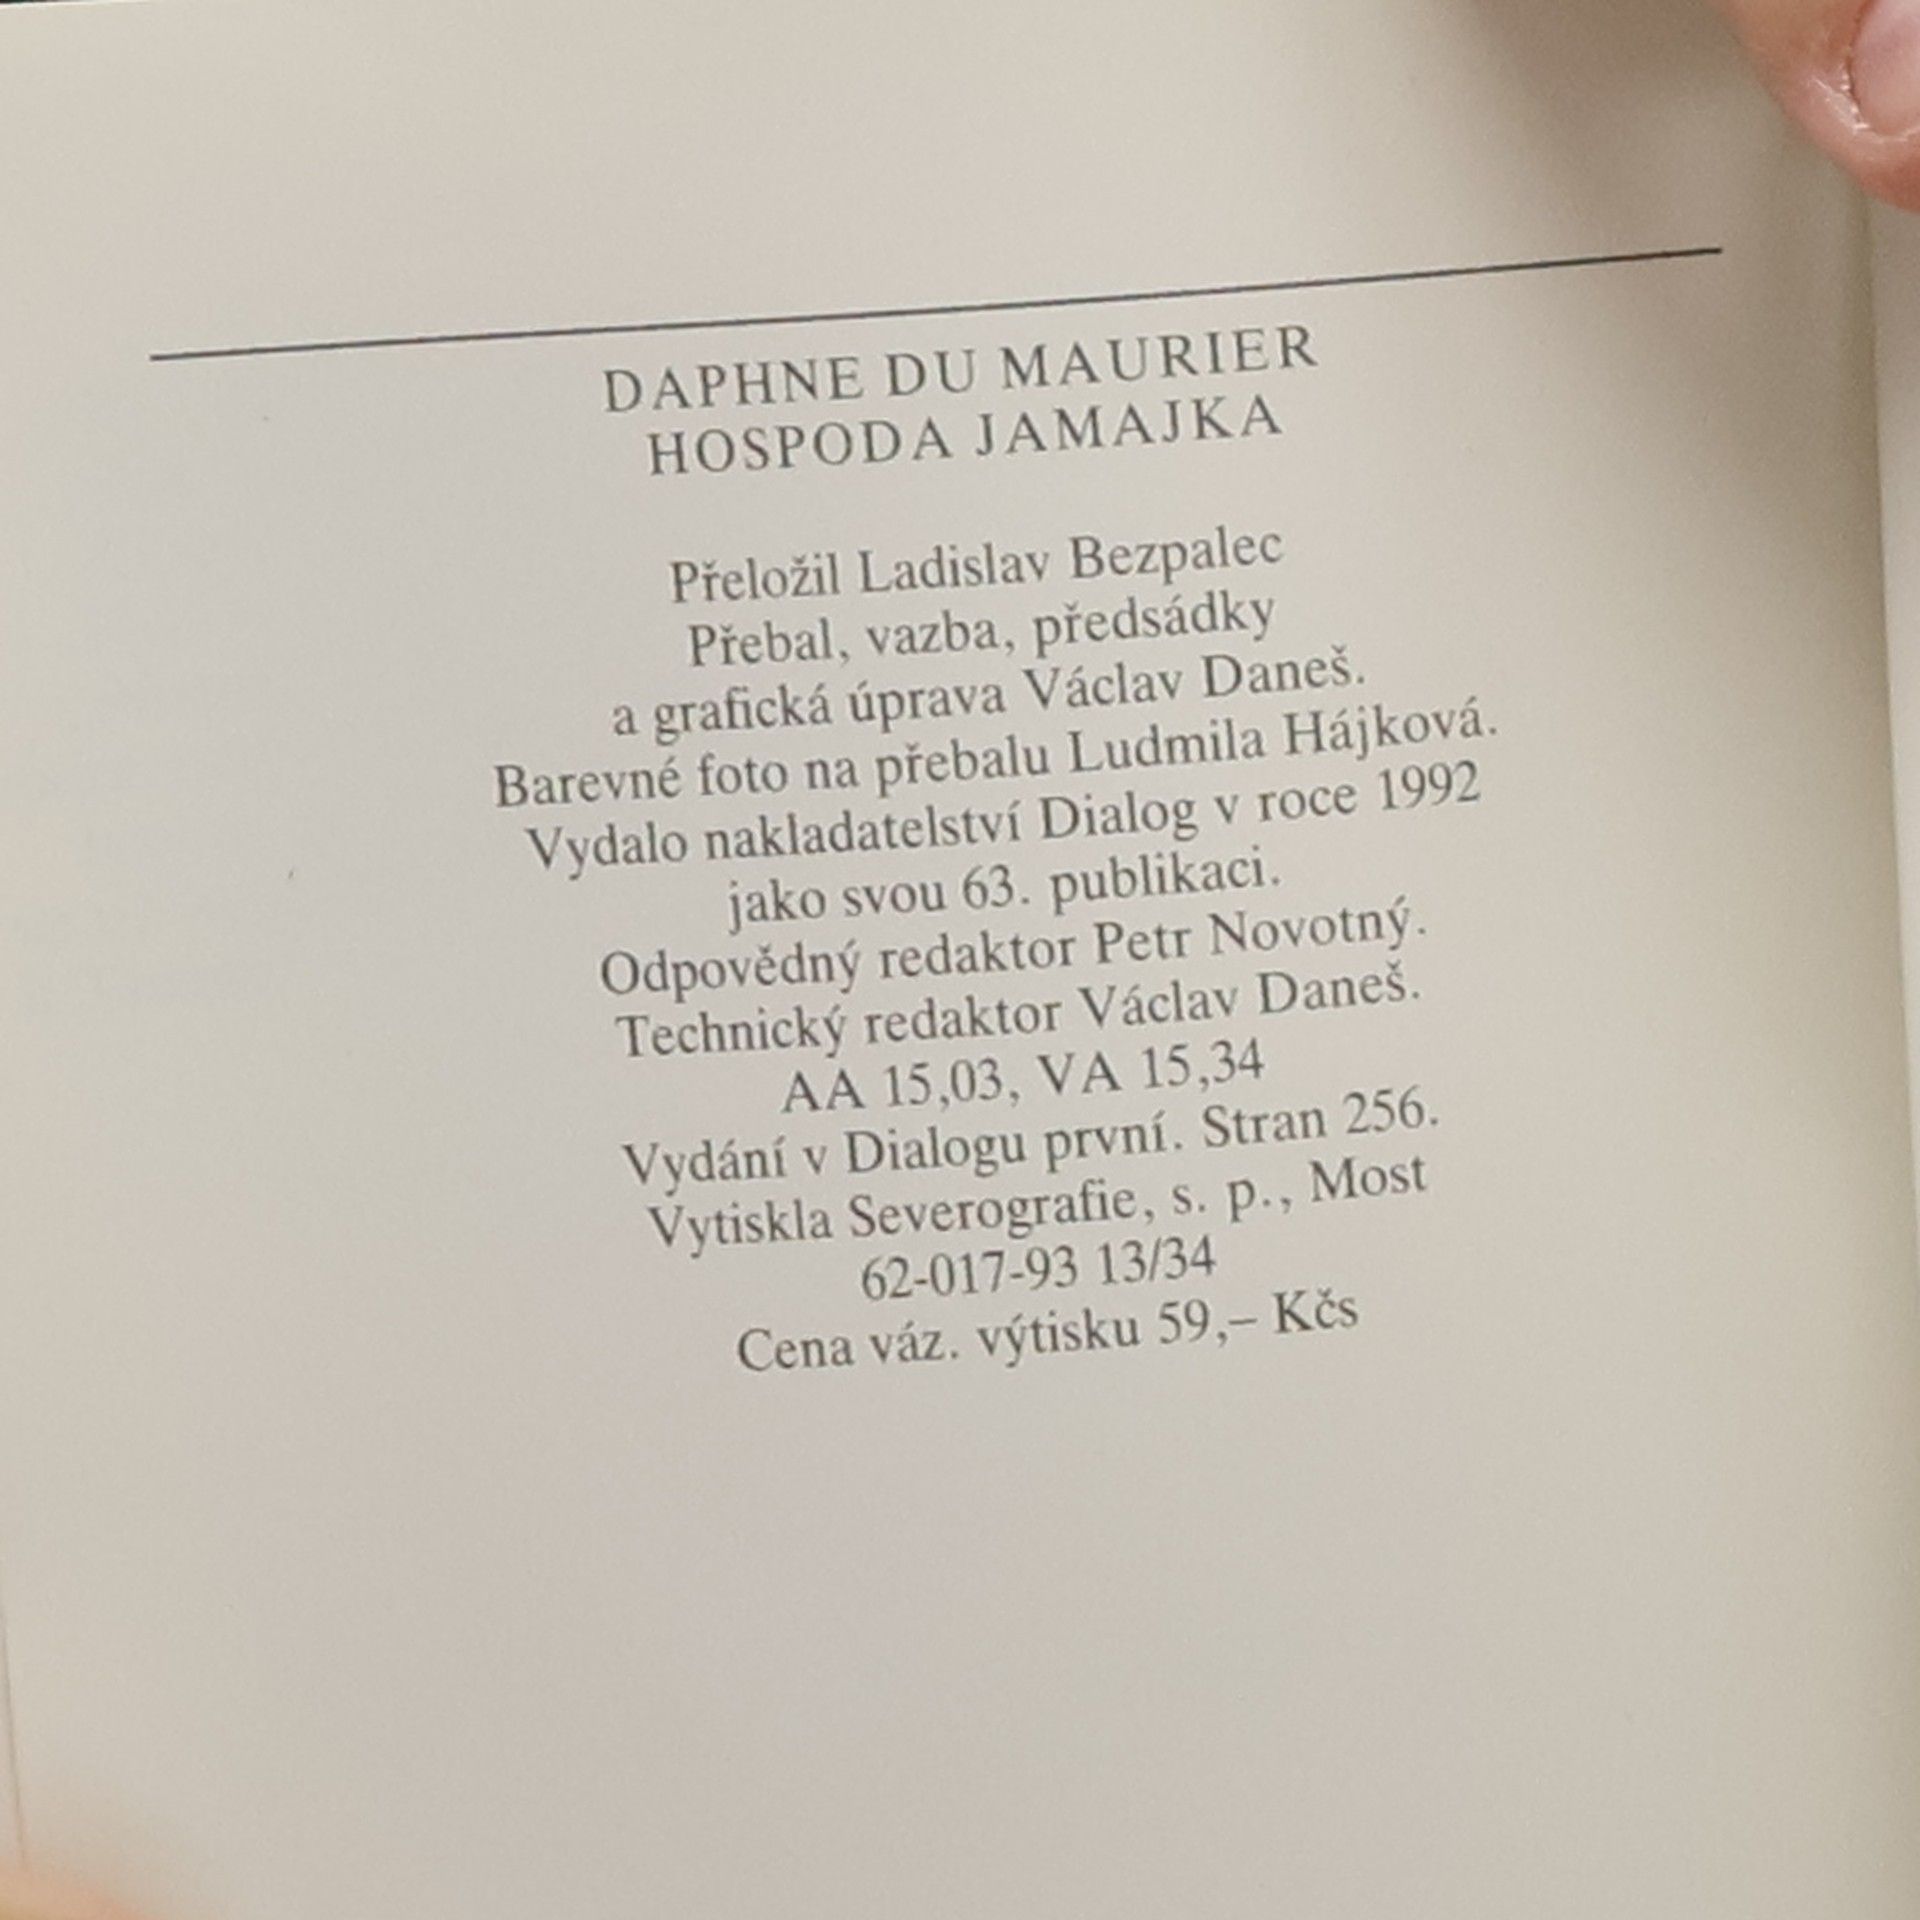 DAPHNE DU MAURIER
HOSPODA JAMAJKA
Přeložil Ladislav Bezpalec
Přebal, vazba, předsádky
a grafická úprava Václav Daneš.
Barevné foto na přebalu Ludmila Hájková.
Vydalo nakladatelství Dialog v roce 1992
jako svou 63. publikaci.
Odpovědný redaktor Petr Novotný.
Technický redaktor Václav Daneš.
AA 15,03, VA 15,34
Vydání v Dialogu první. Stran 256.
Vytiskla Severografie, s. p., Most
62-017-93 13/34
Cena váz. výtisku 59,– Kčs